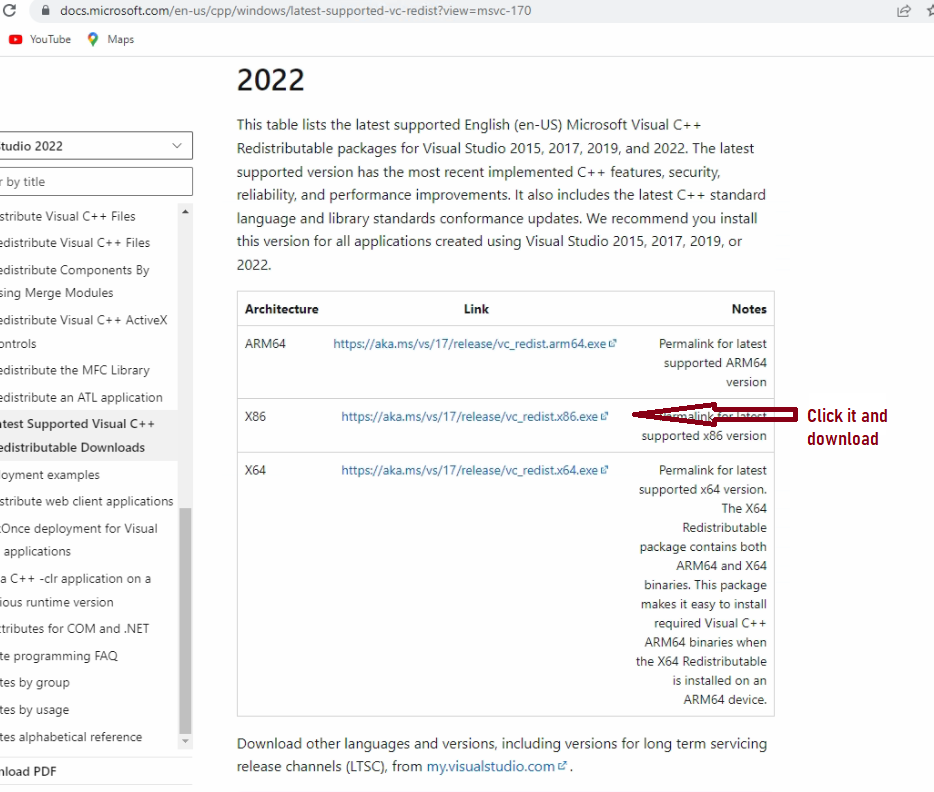 docs.microsoft.com/en-us/cpp/windows/latest-supported-vc-redist?view=msvc-170
YouTube Maps
tudio 2022
r by title
stribute Visual C++ Files
edistribute Visual C++ Files
edistribute Components By
sing Merge Modules
edistribute Visual C++ ActiveX
ontrols
edistribute the MFC Library
edistribute an ATL application
atest Supported Visual C++
edistributable Downloads
loyment examples
stribute web client applications
kOnce deployment for Visual
applications
a C++ -clr application on a
ious runtime version
ttributes for COM and .NET
te programming FAQ
tes by group
tes by usage
tes alphabetical reference
nload PDF
2022
This table lists the latest supported English (en-US) Microsoft Visual C++
Redistributable packages for Visual Studio 2015, 2017, 2019, and 2022. The latest
supported version has the most recent implemented C++ features, security,
reliability, and performance improvements. It also includes the latest C++ standard
language and library standards conformance updates. We recommend you install
this version for all applications created using Visual Studio 2015, 2017, 2019, or
2022.
Architecture Link Notes
ARM64 https://aka.ms/vs/17/release/vc_redist.arm64.exe Permalink for latest
supported ARM64
version
X86 https://aka.ms/vs/17/release/vc_redist.x86.exe Permalink for latest
supported x86 version
X64 https://aka.ms/vs/17/release/vc_redist.x64.exe Permalink for latest
supported x64 version.
The X64
Redistributable
package contains both
ARM64 and X64
binaries. This package
makes it easy to install
required Visual C++
ARM64 binaries when
the X64 Redistributable
is installed on an
ARM64 device.
Click it and
download
Download other languages and versions, including versions for long term servicing
release channels (LTSC), from my.visualstudio.com .